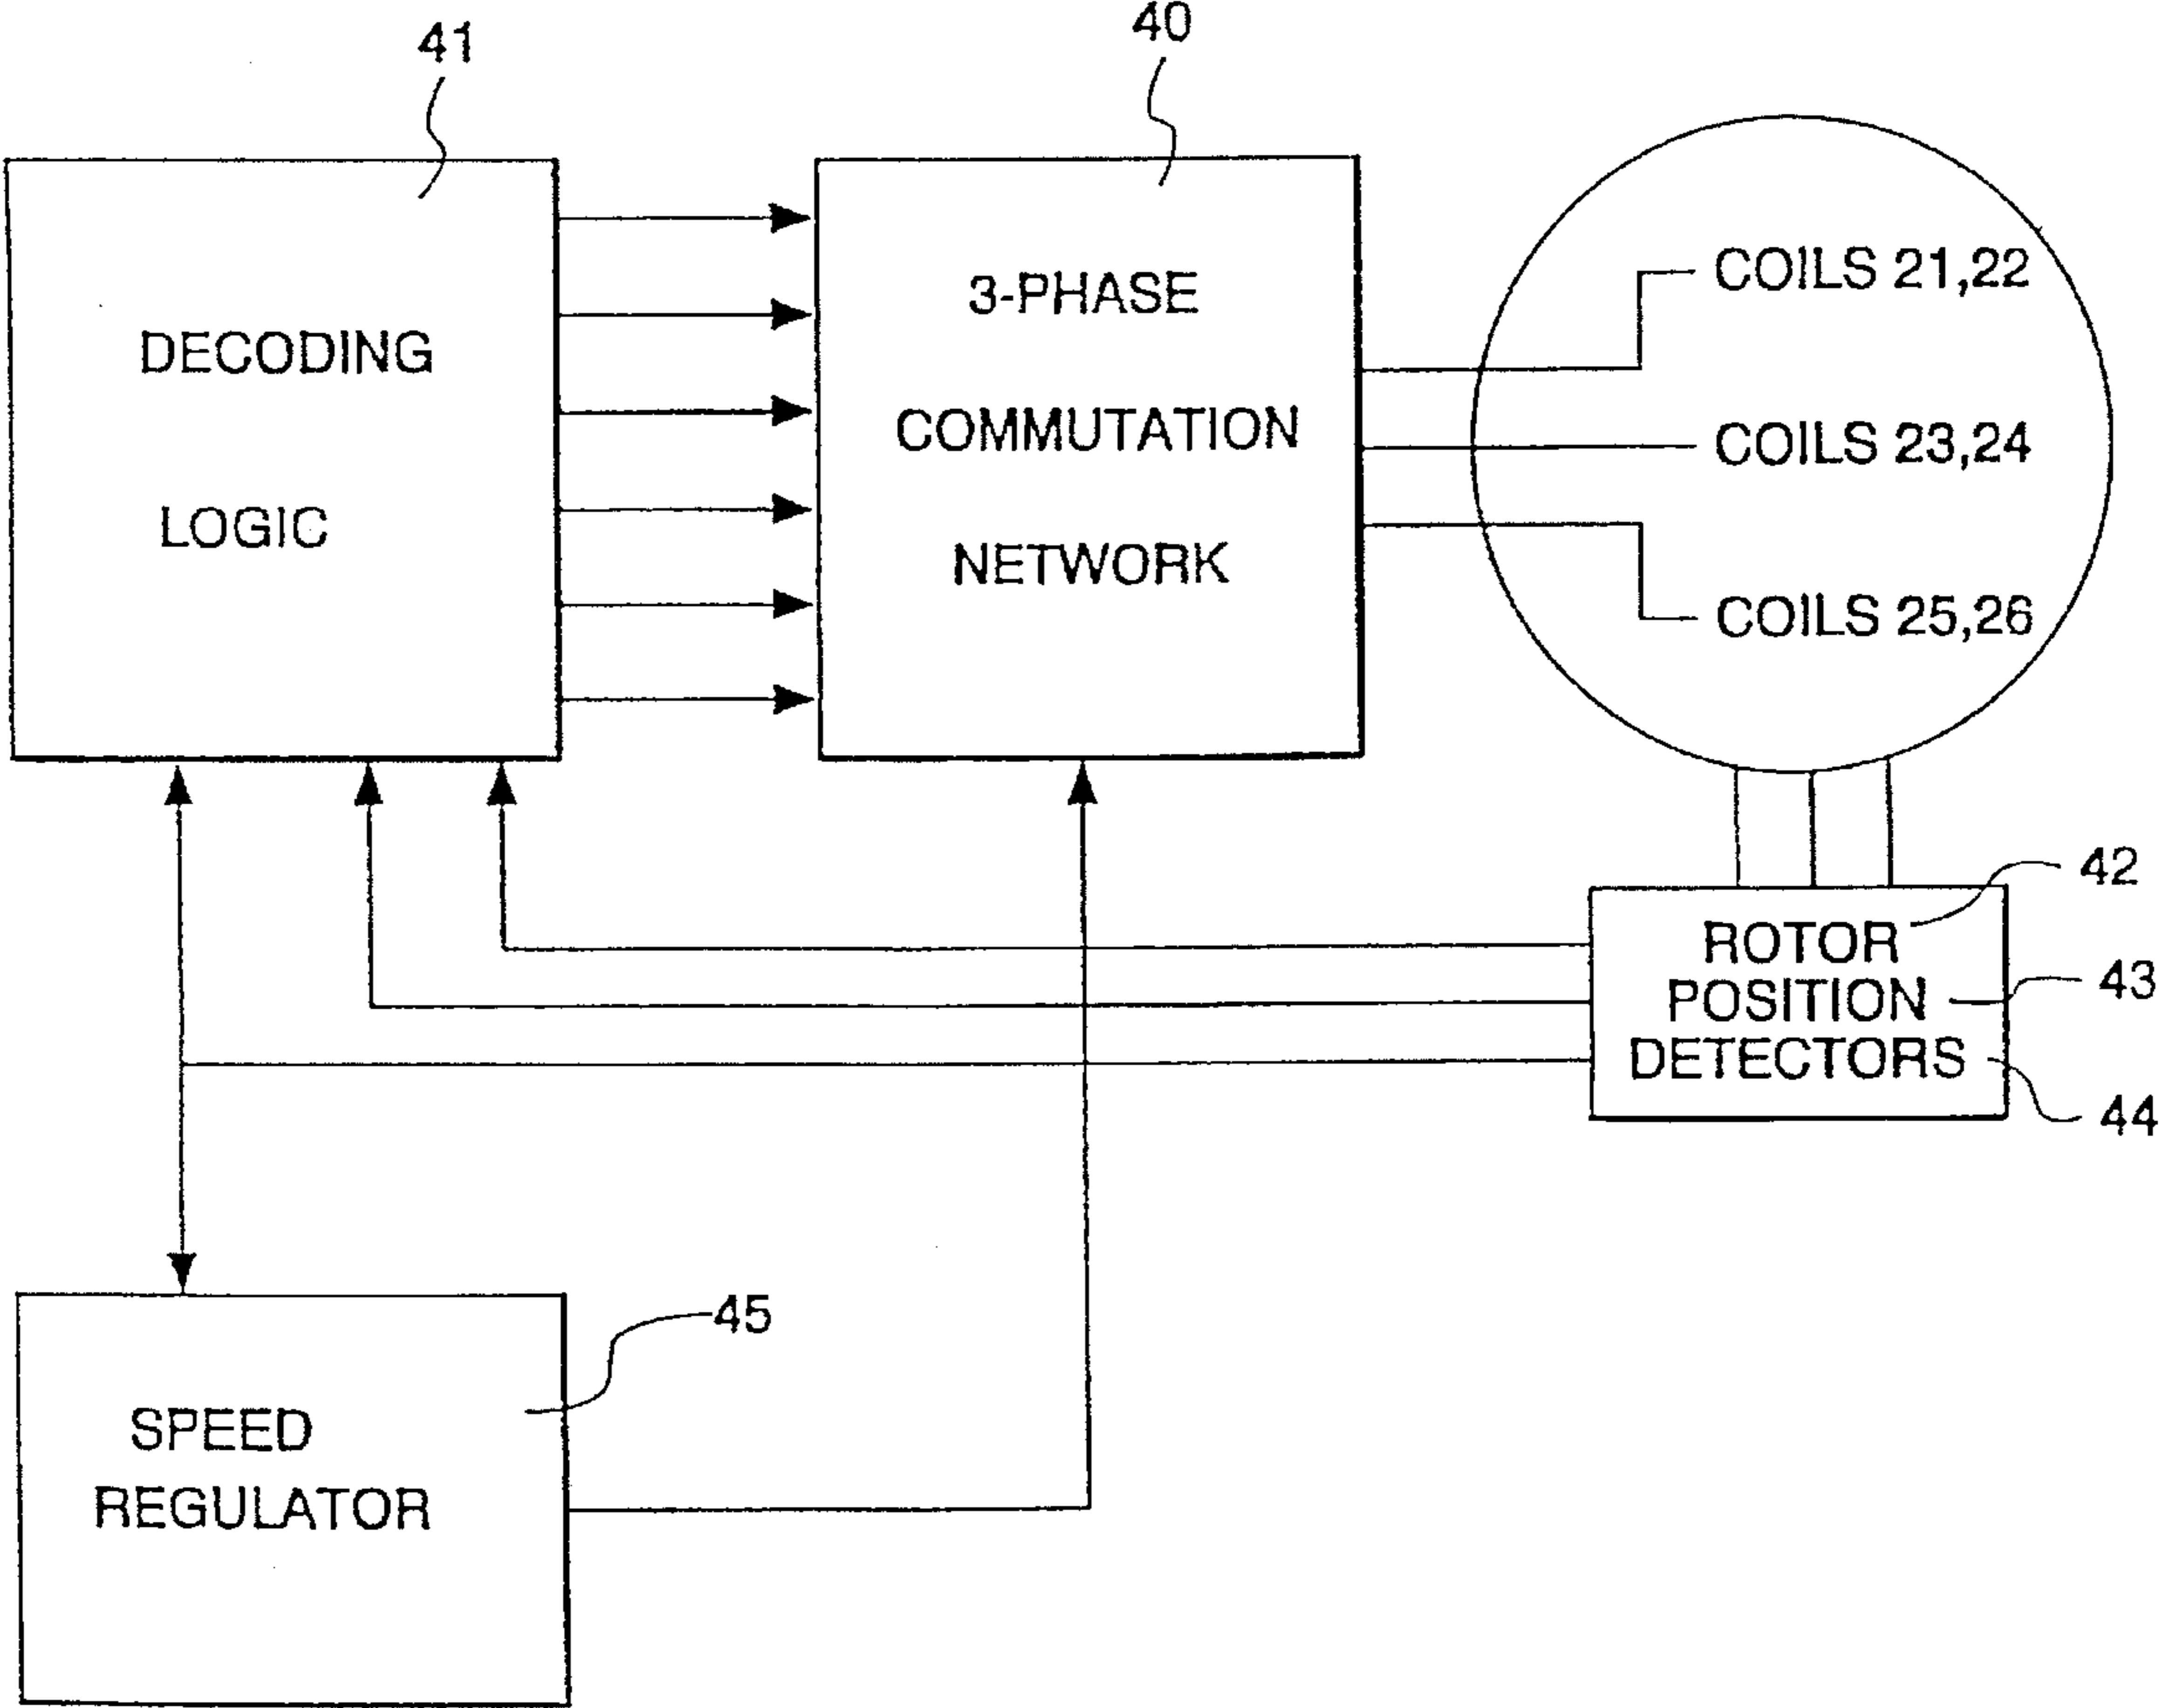 41
40
DECODING
LOGIC
3-PHASE
COMMUTATION
NETWORK
COILS 21,22
COILS 23,24
COILS 25,26
ROTOR
POSITION
DETECTORS
42
43
44
45
SPEED
REGULATOR